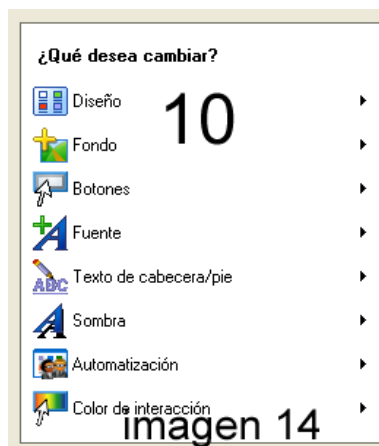 ¿Qué desea cambiar?
Diseño
10
Fondo
Botones
Fuente
ABC Texto de cabecera/pie
Sombra
Automatización
Color de interacción
imagen 14